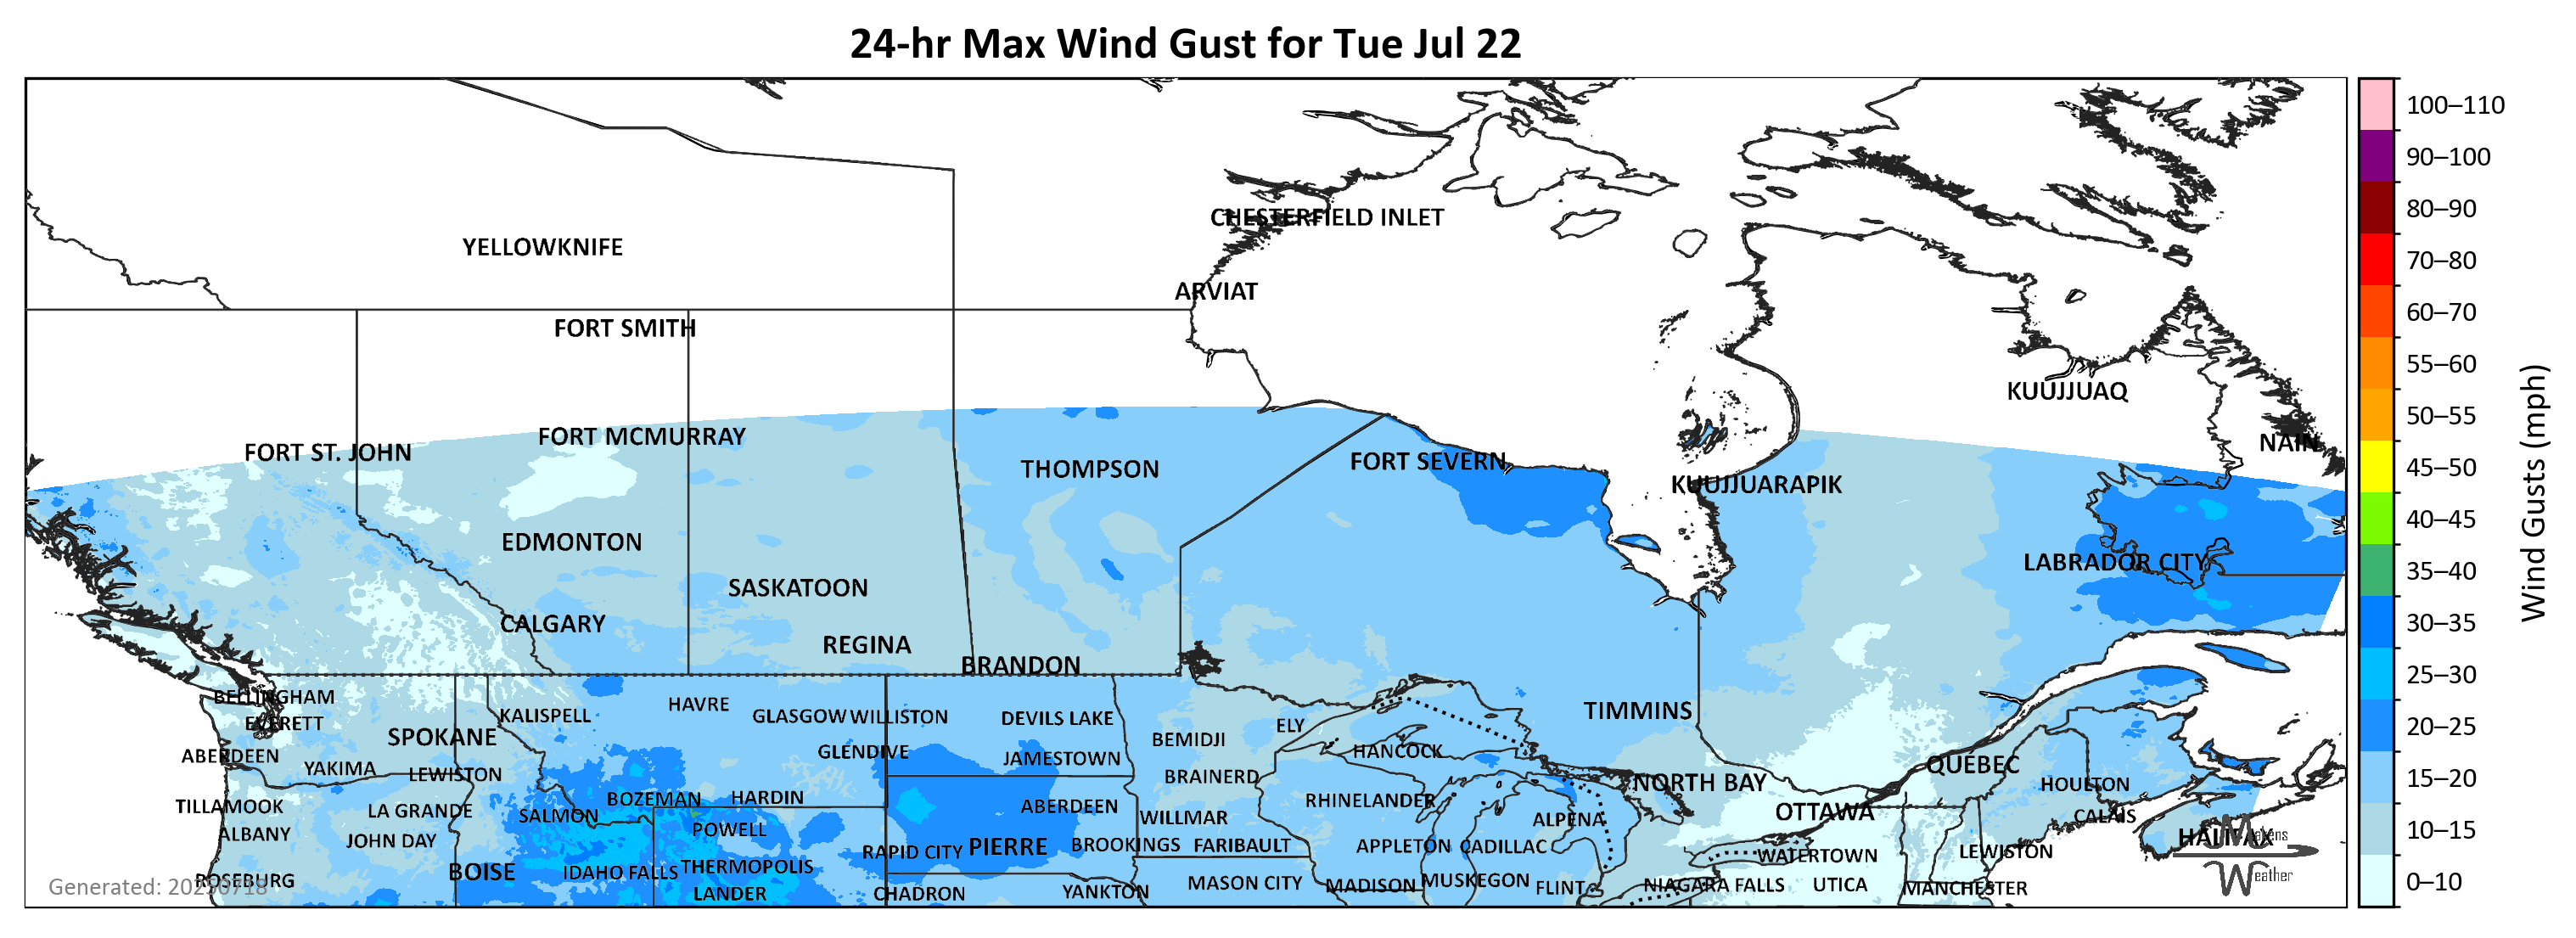 24-hr Max Wind Gust for Tue Jul 22
100–110
90–100
80–90
70–80
60–70
55–60
50–55
45–50
40–45
35–40
30–35
25–30
20–25
15–20
10–15
0–10
Wind Gusts (mph)
CHESTERFIELD INLET
YELLOWKNIFE
ARVIAT
FORT SMITH
KUUJJUAQ
FORT MCMURRAY
NAIN
FORT ST. JOHN
FORT SEVERN
THOMPSON
KUUJJUARAPIK
EDMONTON
LABRADOR CITY
SASKATOON
CALGARY
REGINA
BRANDON
BELLINGHAM
HAVRE
TIMMINS
KALISPELL
GLASGOW
WILLISTON
DEVILS LAKE
EVERETT
ELY
SPOKANE
BEMIDJI
HANCOCK
GLENDIVE
ABERDEEN
JAMESTOWN
QUÉBEC
YAKIMA
LEWISTON
BRAINERD
NORTH BAY
HOULTON
BOZEMAN
HARDIN
RHINELANDER
TILLAMOOK
ABERDEEN
LA GRANDE
OTTAWA
SALMON
CALAIS
WILLMAR
ALPENA
POWELL
ALBANY
HALIFAX
JOHN DAY
PIERRE
BROOKINGS
FARIBAULT
APPLETON
CADILLAC
RAPID CITY
LEWISTON
WATERTOWN
THERMOPOLIS
BOISE
IDAHO FALLS
ROSEBURG
MUSKEGON
MASON CITY
MADISON
NIAGARA FALLS
UTICA
FLINT
MANCHESTER
YANKTON
LANDER
CHADRON
Generated: 20250718
Makens
Weather